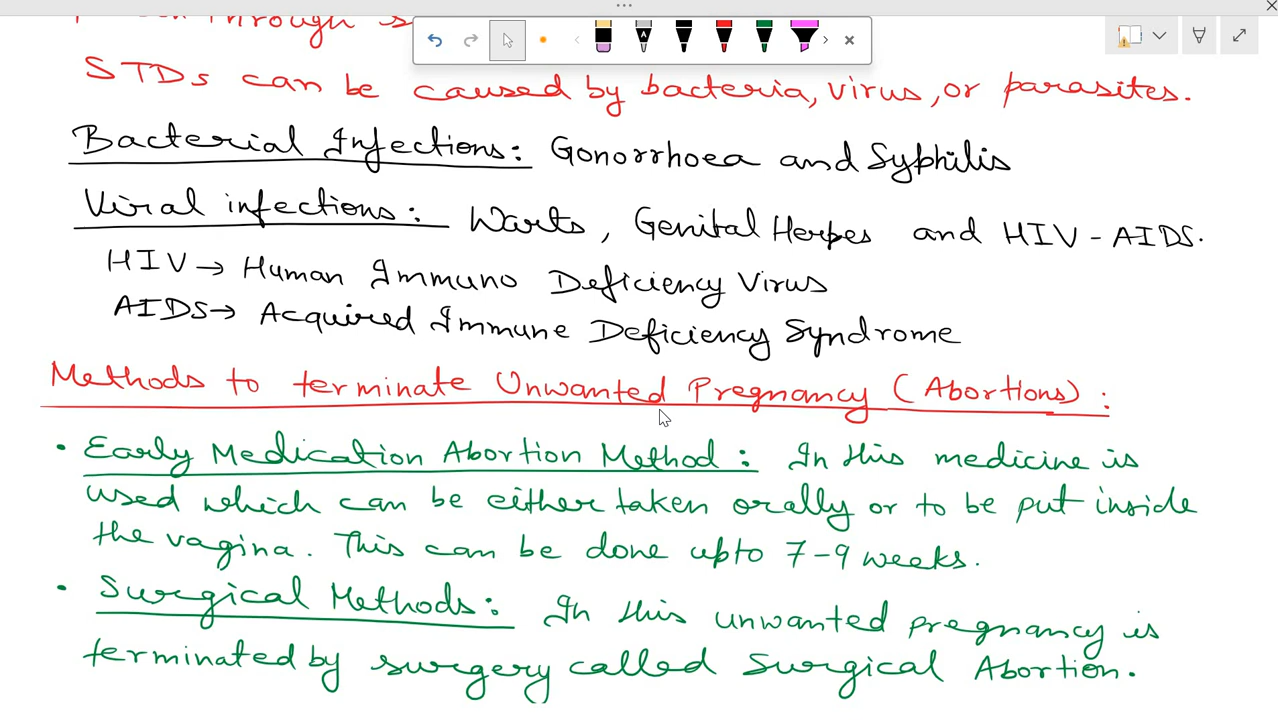 through
STDs can be caused by bacteria, virus, or parasites.
Bacterial Infections: Gonorrhoea and Syphilis
Viral infections: Warts, Genital Herpes and HIV-AIDS.
HIV→ Human Immuno Deficiency Virus
AIDS→ Acquired Immune Deficiency Syndrome
Methods to terminate Unwanted Pregnancy (Abortions):
• Early Medication Abortion Method: In this medicine is
used which can be either taken orally or to be put inside
the vagina. This can be done upto 7-9 weeks.
• Surgical Methods: In this unwanted pregnancy is
terminated by surgery called Surgical Abortion.